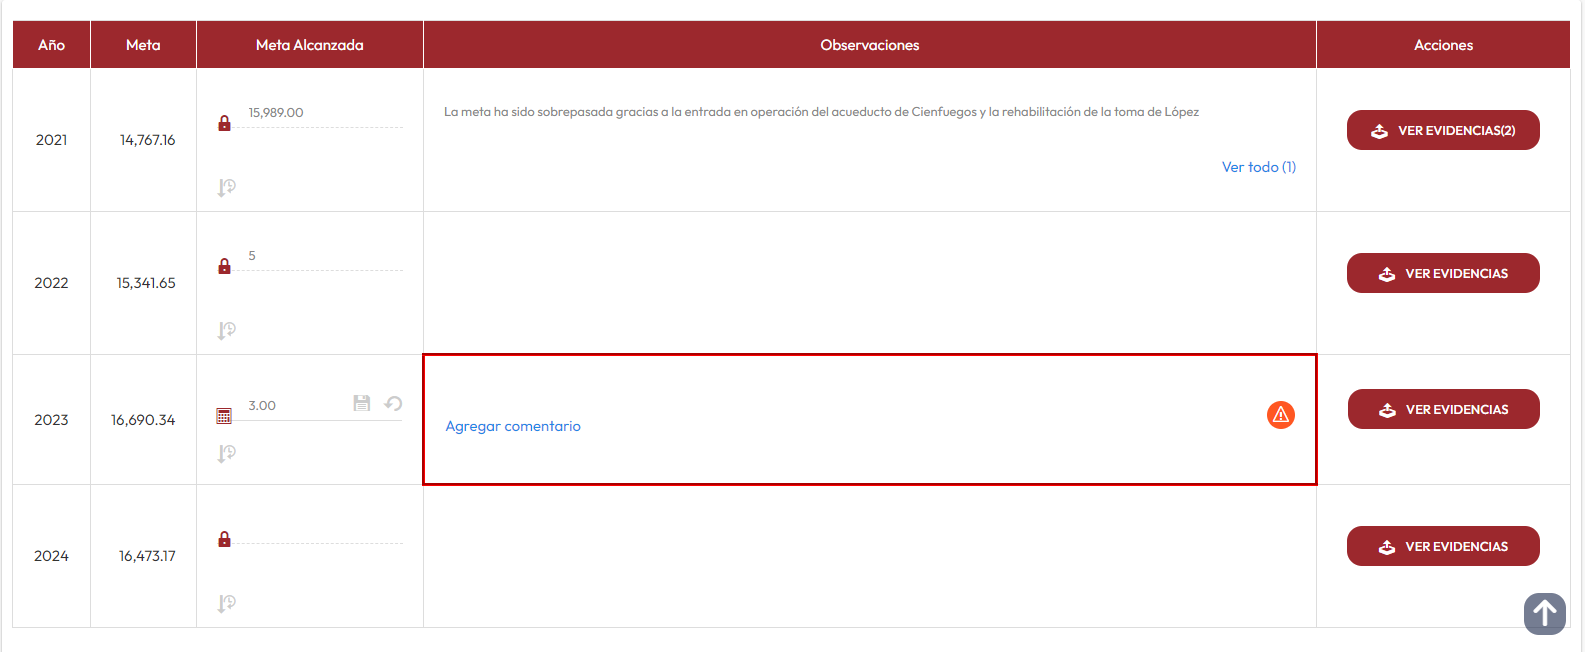 Año Meta Meta Alcanzada Observaciones Acciones
2021 14,767.16 15,989.00 La meta ha sido sobrepasada gracias a la entrada en operación del acueducto de Cienfuegos y la rehabilitación de la toma de López VER EVIDENCIAS(2)
Ver todo (1)
2022 15,341.65 5 VER EVIDENCIAS
2023 16,690.34 3.00 Agregar comentario VER EVIDENCIAS
2024 16,473.17 VER EVIDENCIAS